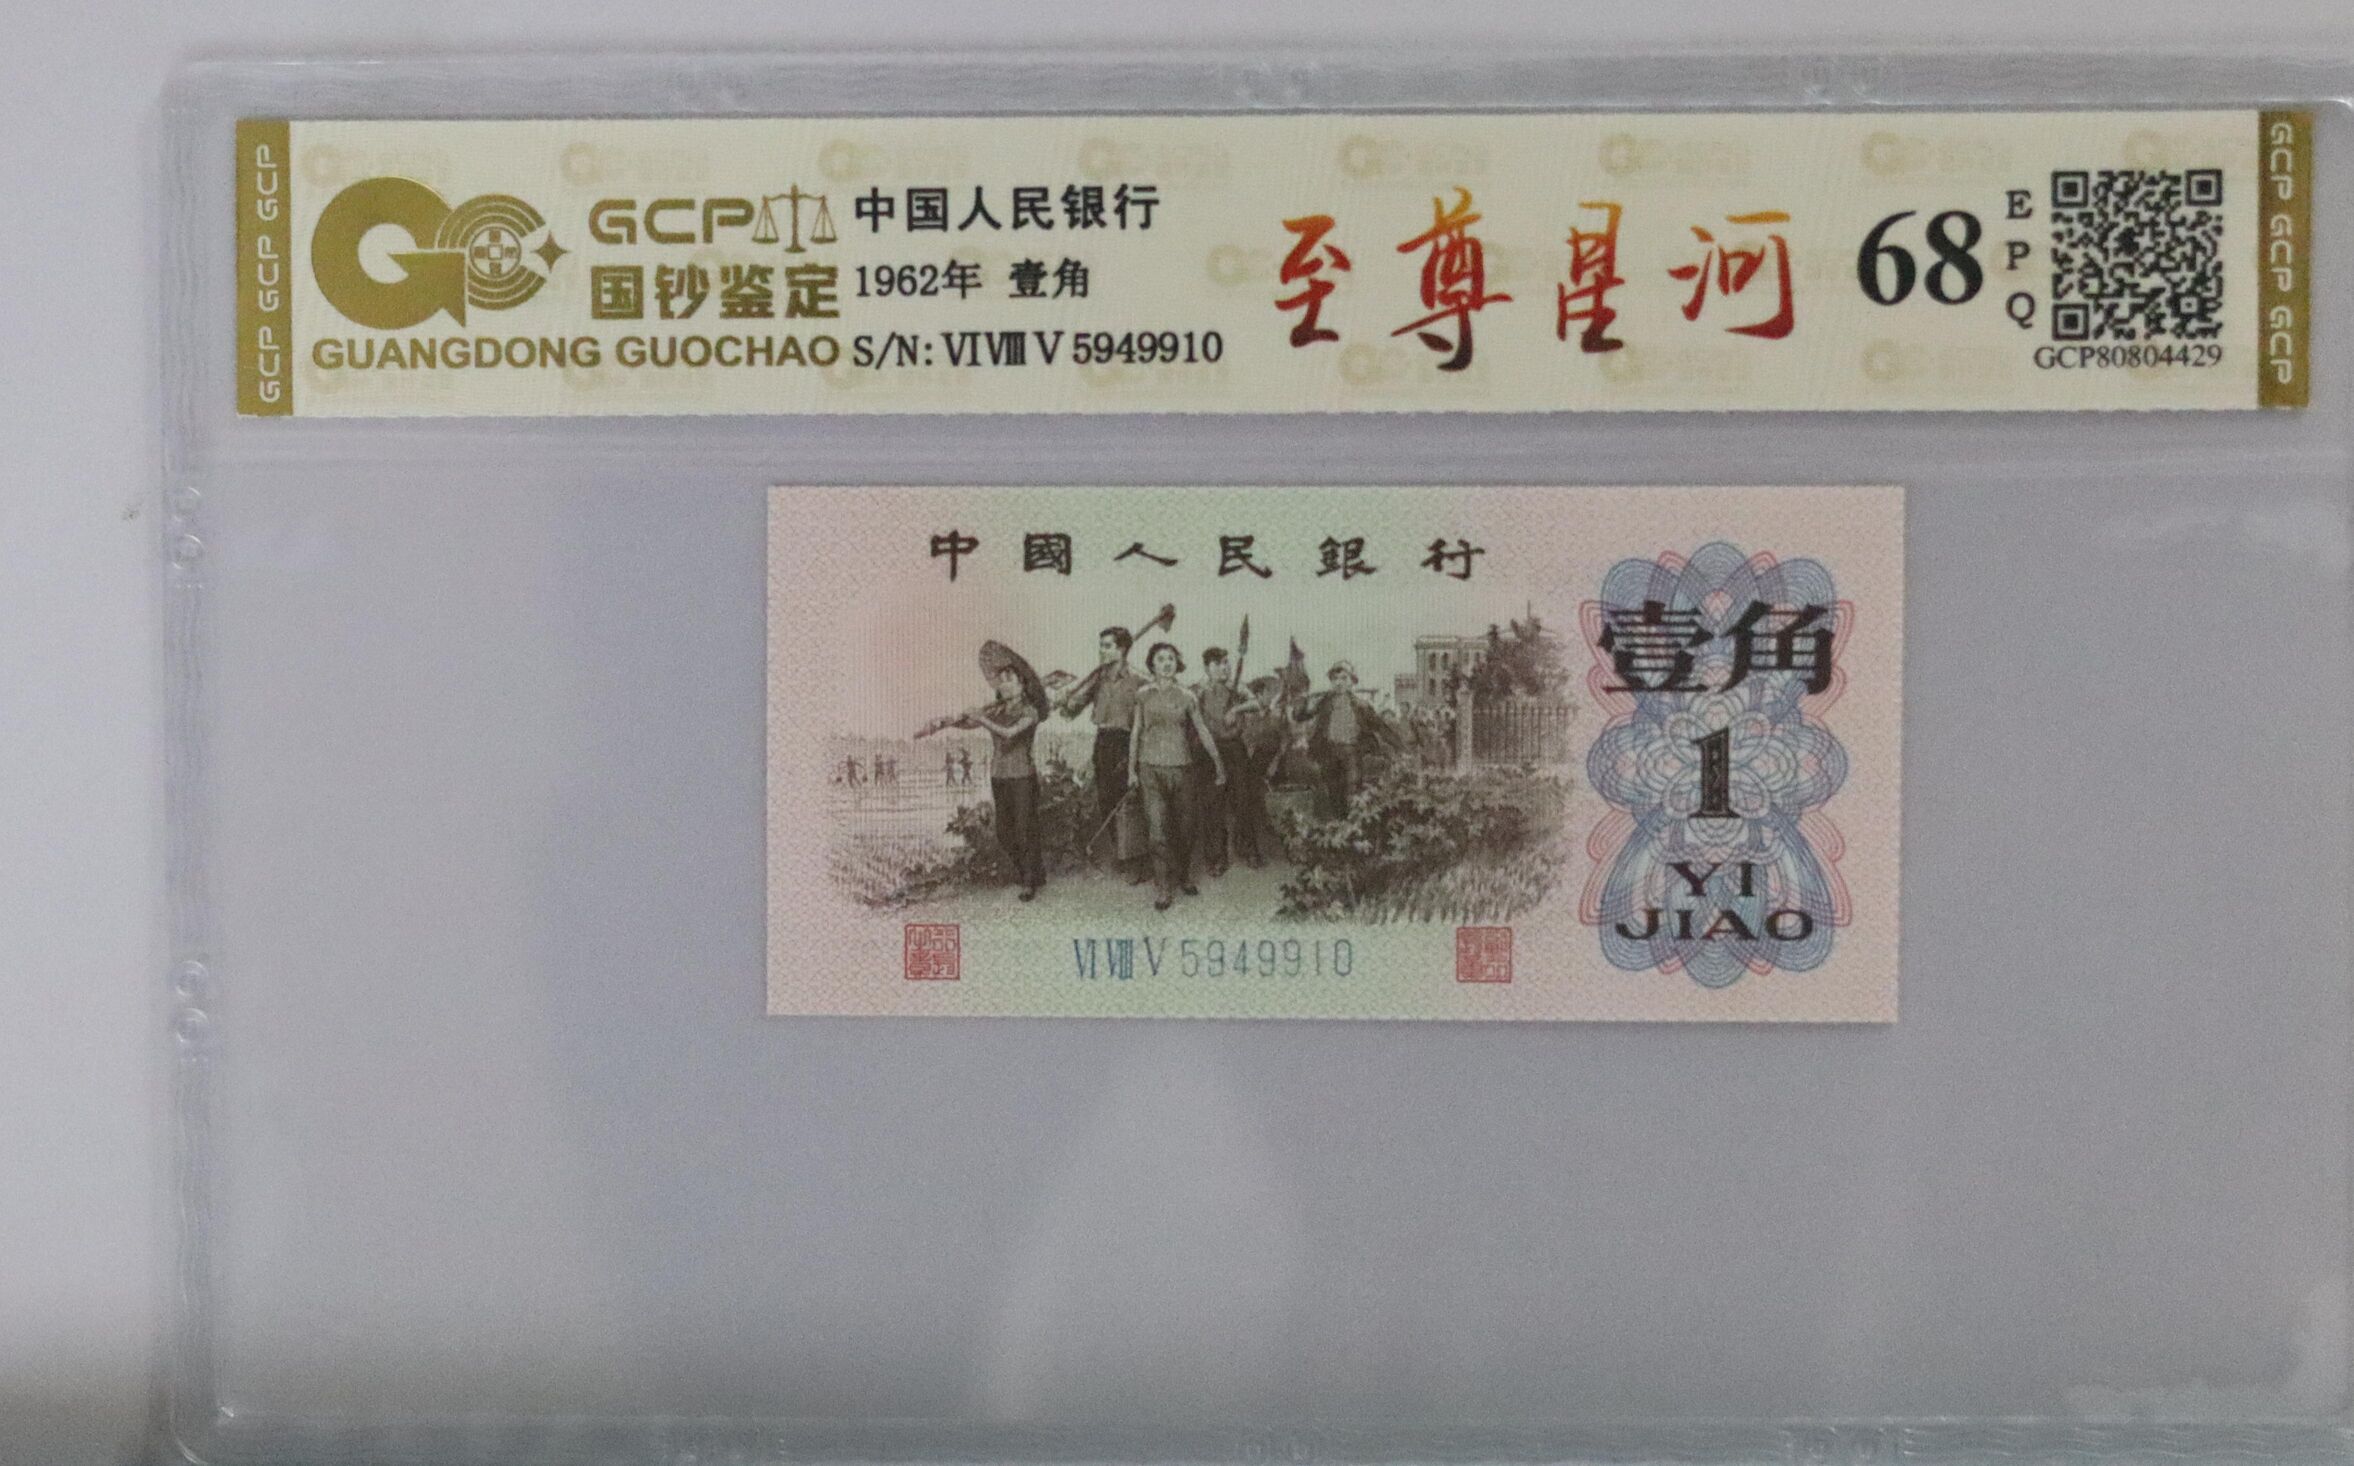 GCP GCP GCP
GCP
国钞鉴定
GUANGDONG GUOCHAO
中国人民银行
1962年 壹角
S/N: VI VIII V 5949910
至尊星河
68
EPQ
GCP80804429
GCP GCP GCP
中國人民銀行
壹角
1
YI
JIAO
VI VIII V 5949910